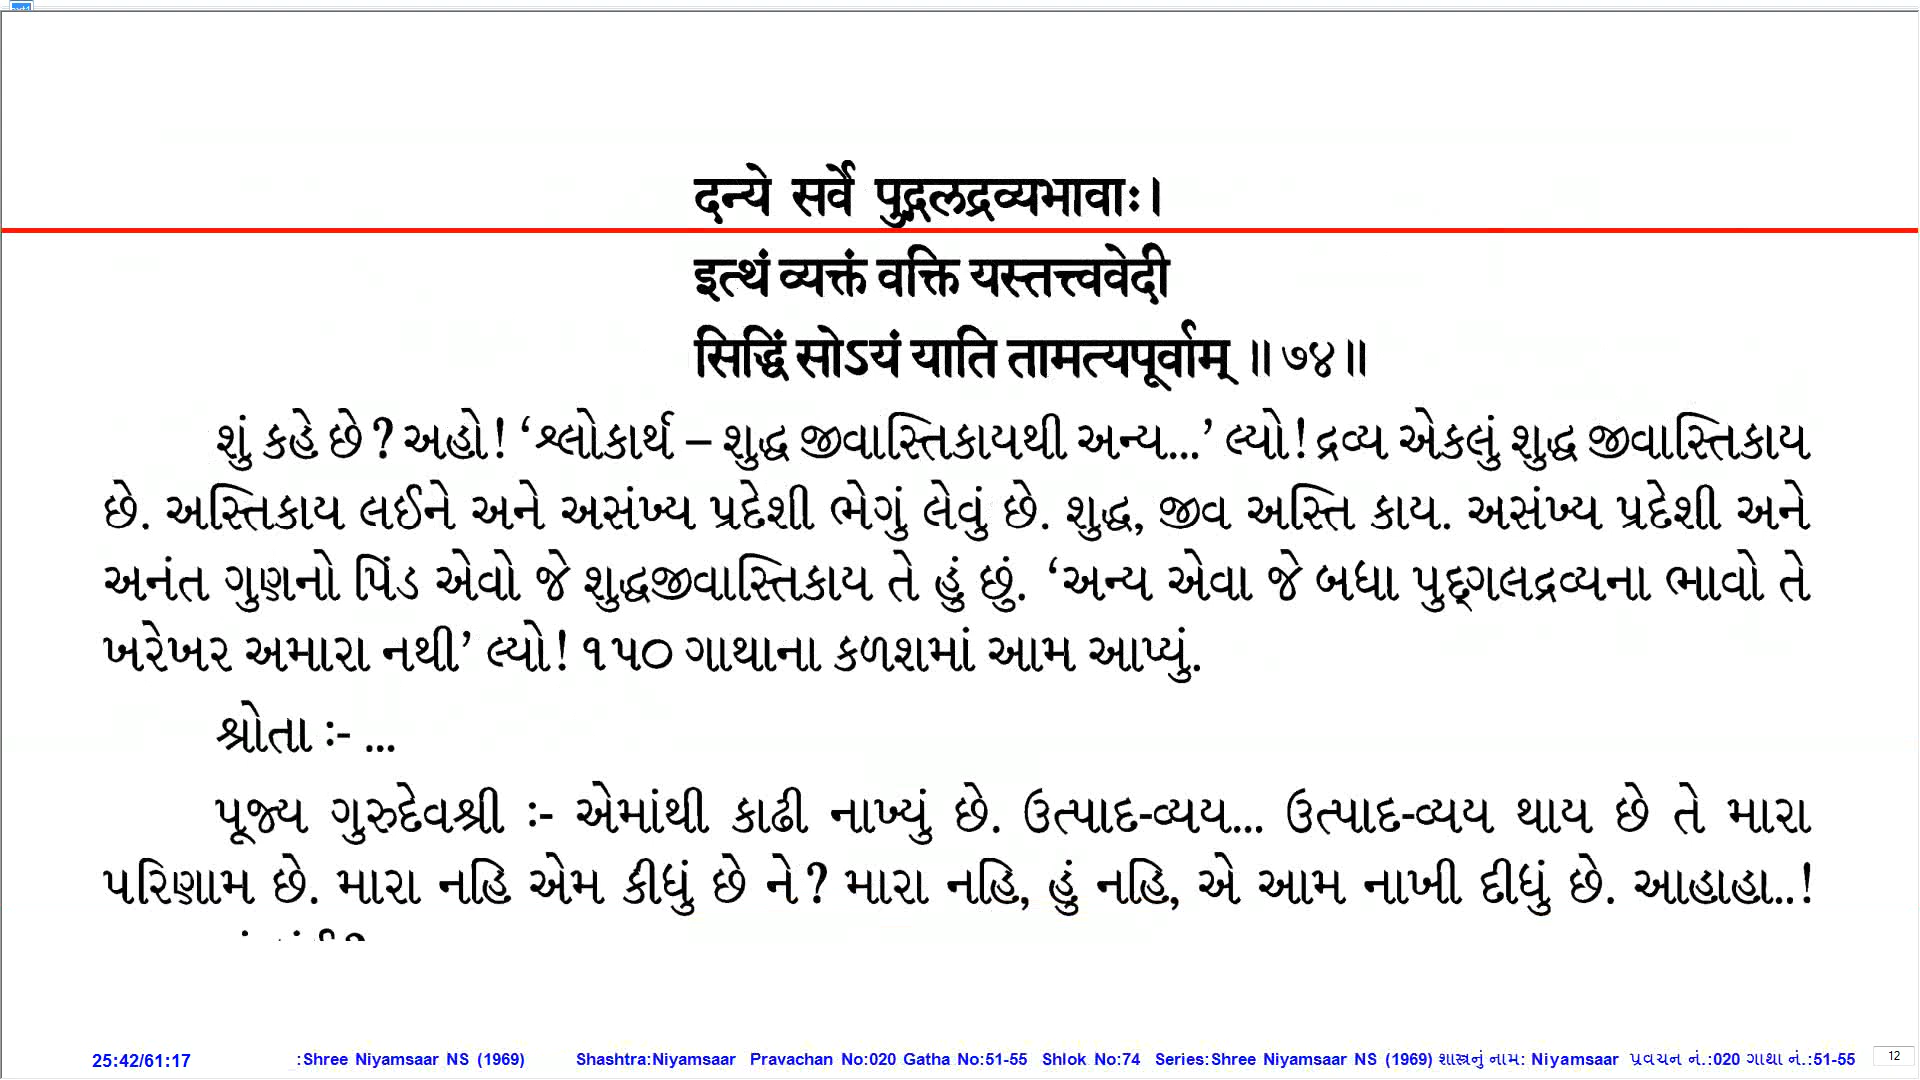 दन्ये सर्वे पुद्गलद्रव्यभावाः।
इत्थं व्यक्तं वक्ति यस्तत्त्ववेदी
सिद्धिं सोऽयं याति तामत्यपूर्वाम् ॥७४॥
શું કહે છે? અહો! ‘શ્લોકાર્થ – શુદ્ધ જીવાસ્તિકાયથી અન્ય...’ લ્યો! દ્રવ્ય એકલું શુદ્ધ જીવાસ્તિકાય
છે. અસ્તિકાય લઈને અને અસંખ્ય પ્રદેશી ભેગું લેવું છે. શુદ્ધ, જીવ અસ્તિ કાય. અસંખ્ય પ્રદેશી અને
અનંત ગુણનો પિંડ એવો જે શુદ્ધજીવાસ્તિકાય તે હું છું. ‘અન્ય એવા જે બધા પુદ્ગલદ્રવ્યના ભાવો તે
ખરેખર અમારા નથી’ લ્યો! ૧૫૦ ગાથાના કળશમાં આમ આપ્યું.
શ્રોતા :- ...
પૂજ્ય ગુરુદેવશ્રી :- એમાંથી કાઢી નાખ્યું છે. ઉત્પાદ-વ્યય... ઉત્પાદ-વ્યય થાય છે તે મારા
પરિણામ છે. મારા નહિ એમ કીધું છે ને? મારા નહિ, હું નહિ, એ આમ નાખી દીધું છે. આહાહા..!
25:42/61:17 :Shree Niyamsaar NS (1969) Shashtra:Niyamsaar Pravachan No:020 Gatha No:51-55 Shlok No:74 Series:Shree Niyamsaar NS (1969) શાસ્ત્રનું નામ: Niyamsaar પ્રવચન નં.:020 ગાથા નં.:51-55 12